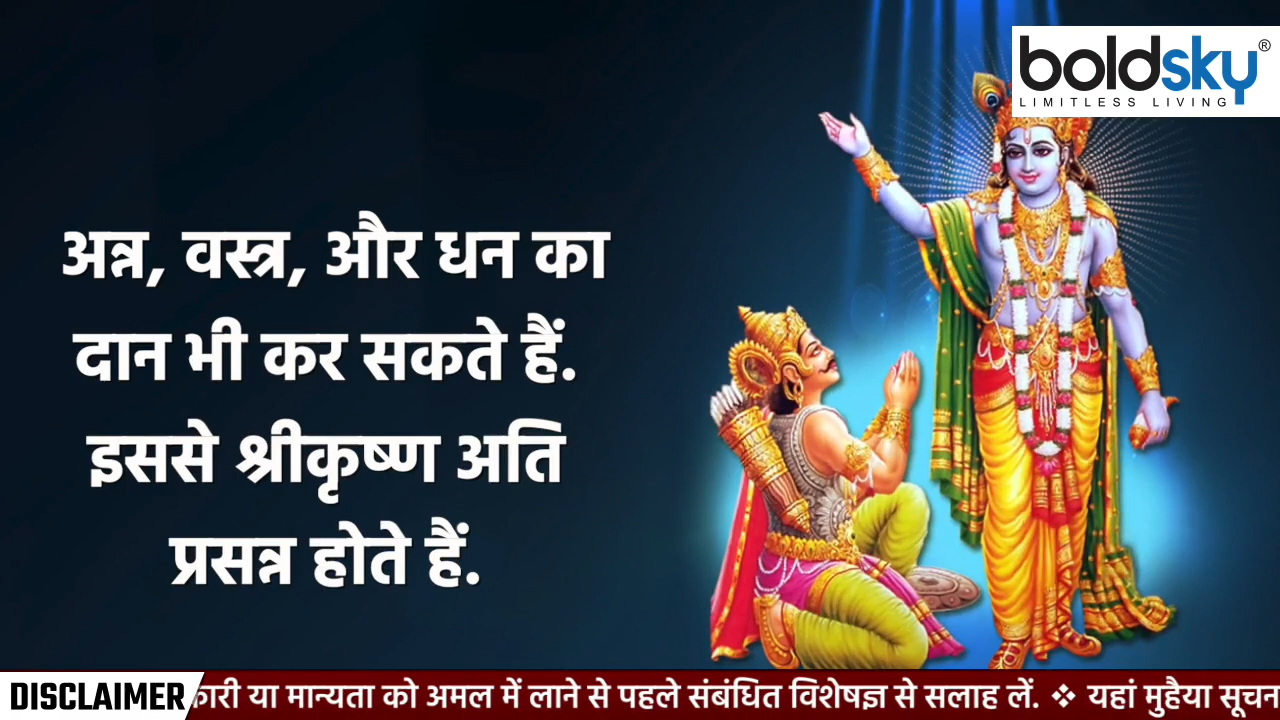 boldsky®
LIMITLESS LIVING
अन्न, वस्त्र, और धन का
दान भी कर सकते हैं.
इससे श्रीकृष्ण अति
प्रसन्न होते हैं.
DISCLAIMER
कारी या मान्यता को अमल में लाने से पहले संबंधित विशेषज्ञ से सलाह लें. ❖ यहां मुहैया सूचन